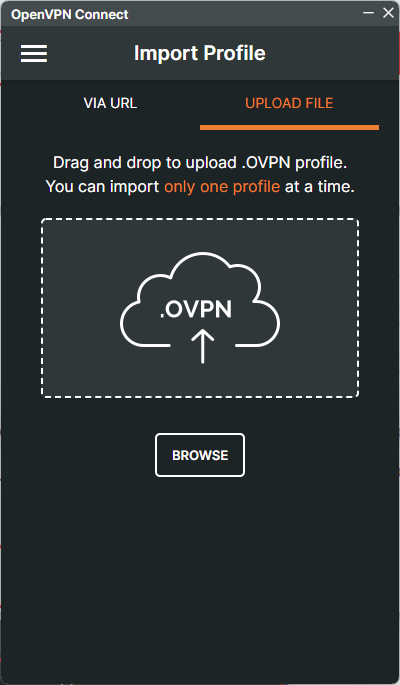 OpenVPN Connect
Import Profile
VIA URL
UPLOAD FILE
Drag and drop to upload .OVPN profile.
You can import only one profile at a time.
.OVPN
BROWSE